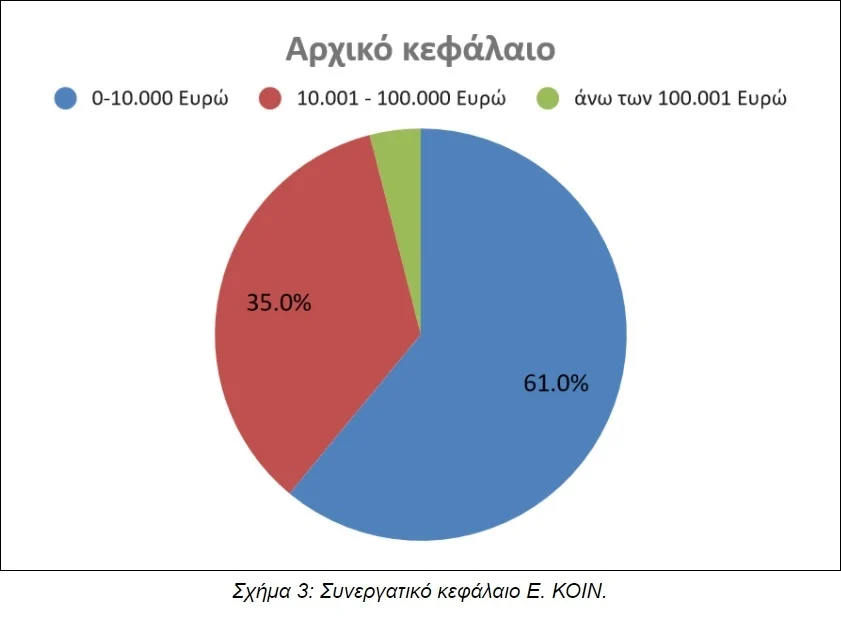 Αρχικό κεφάλαιο
0-10.000 Ευρώ 10.001 - 100.000 Ευρώ άνω των 100.001 Ευρώ
35.0%
61.0%
Σχήμα 3: Συνεργατικό κεφάλαιο Ε. ΚΟΙΝ.